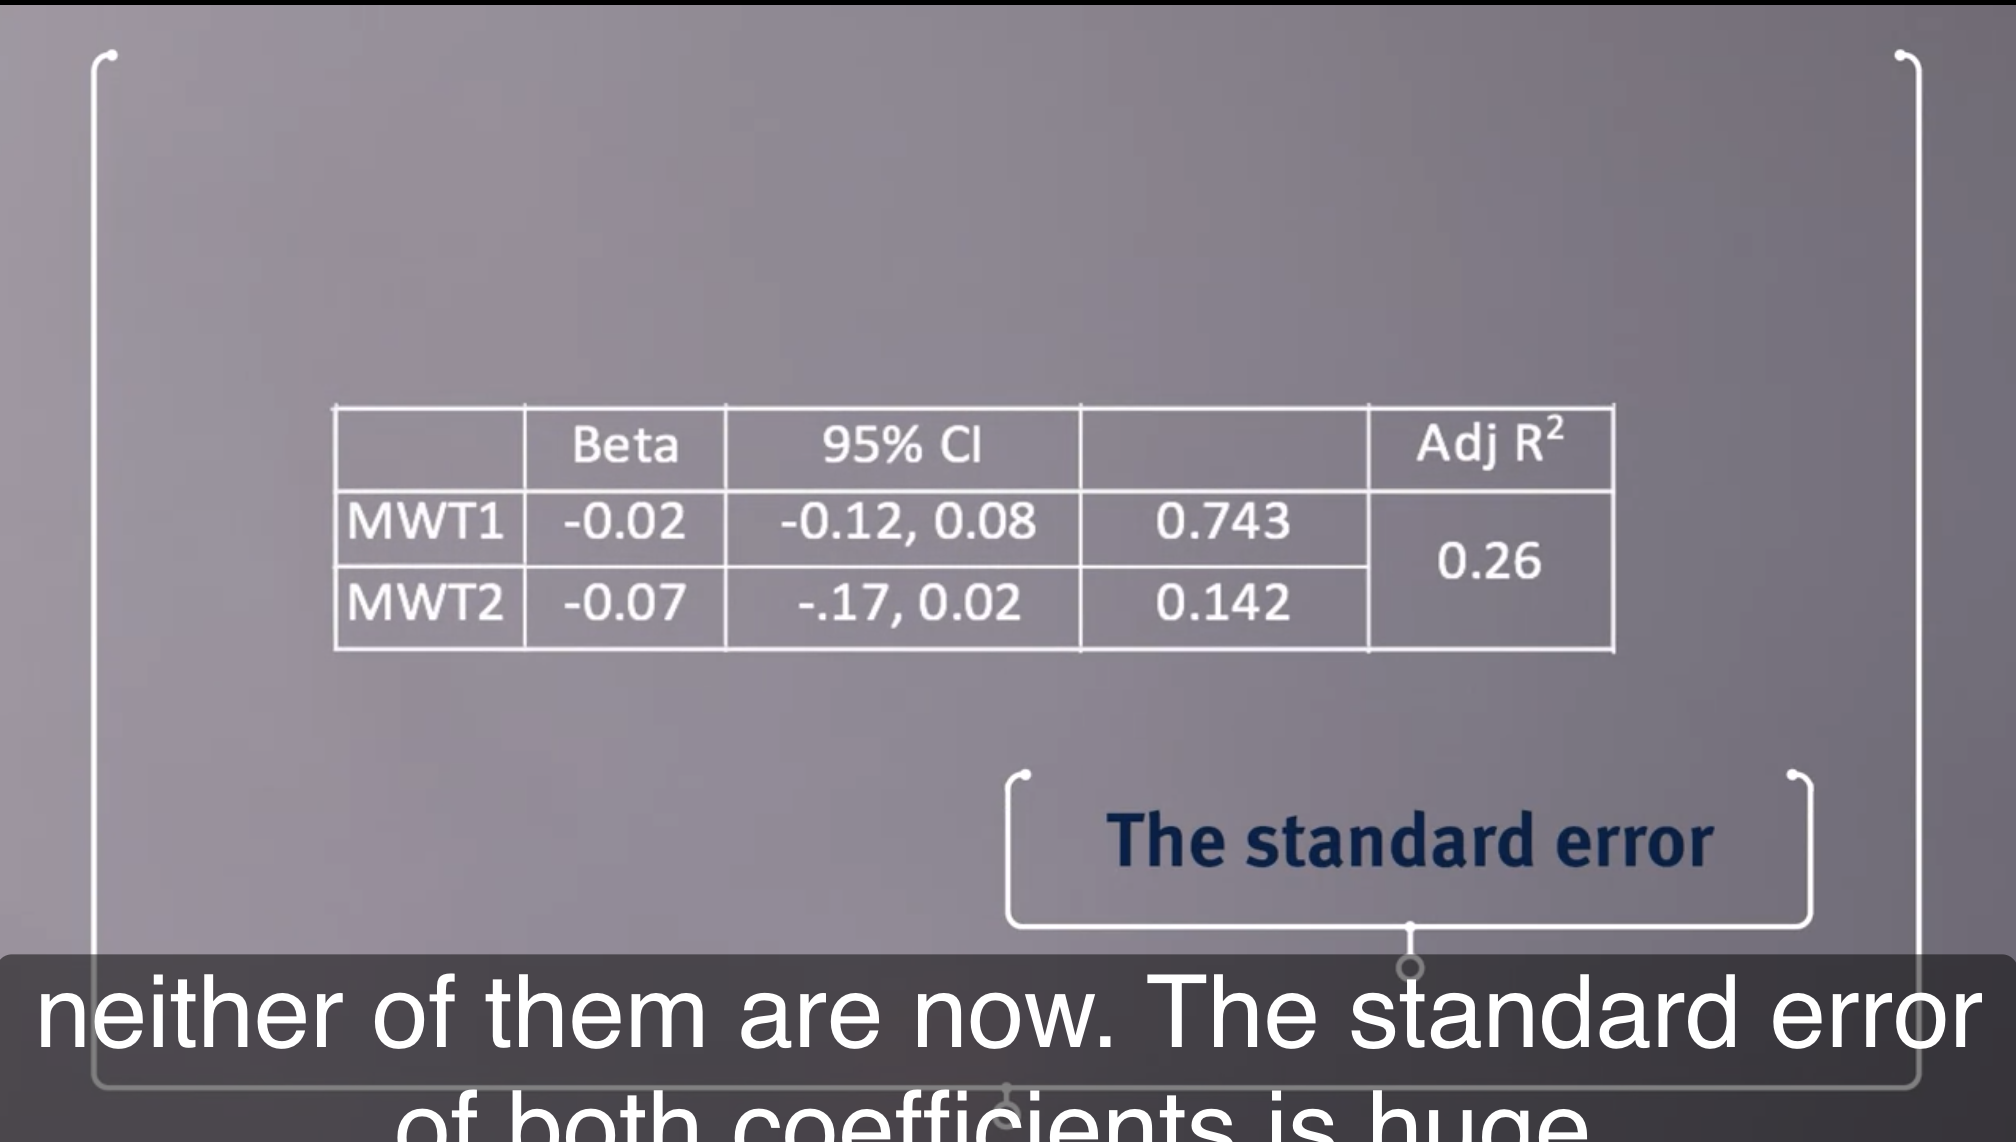 Beta 95% CI Adj R²
MWT1 -0.02 -0.12, 0.08 0.743
0.26
MWT2 -0.07 -.17, 0.02 0.142
The standard error
neither of them are now. The standard error
of both coefficients is huge